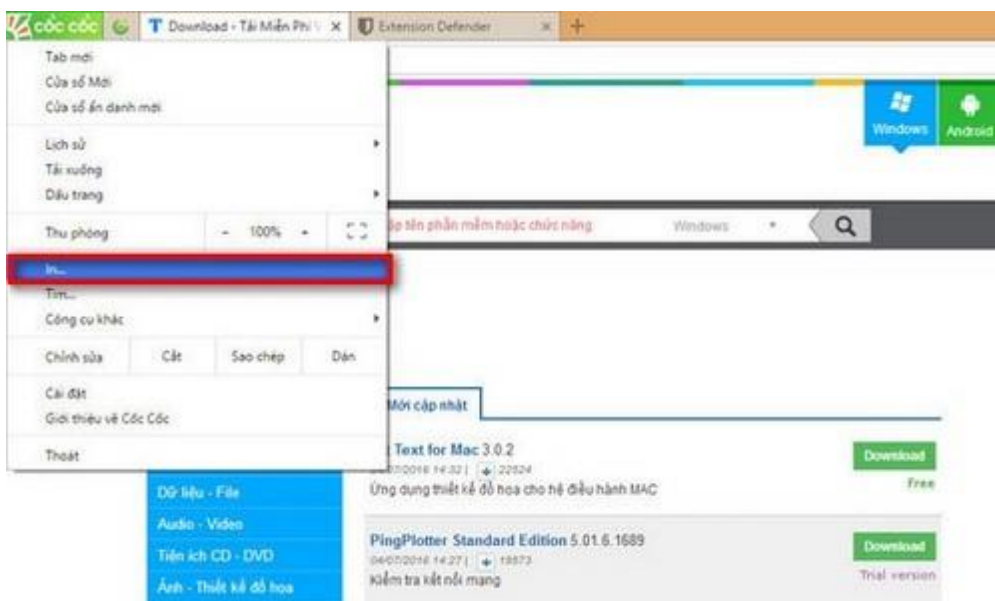 cốc cốc
Download - Tải Miễn Phí V
Extension Defender
Tab mới
Cửa sổ Mới
Cửa sổ ẩn danh mới
Lịch sử
Tải xuống
Dấu trang
Thu phóng - 100% +
In...
Tìm...
Công cụ khác
Chỉnh sửa Cắt Sao chép Dán
Cài đặt
Giới thiệu về Cốc Cốc
Thoát
Windows Android
tên phần mềm hoặc chức năng Windows
Mới cập nhật
Text for Mac 3.0.2
14:32 | 22524
Ứng dụng thiết kế đồ họa cho hệ điều hành MAC
Download
Free
PingPlotter Standard Edition 5.01.6.1689
04/07/2016 14:27 | 19573
Kiểm tra kết nối mạng
Download
Trial version
Dữ liệu - File
Audio - Video
Tiện ích CD - DVD
Ảnh - Thiết kế đồ họa